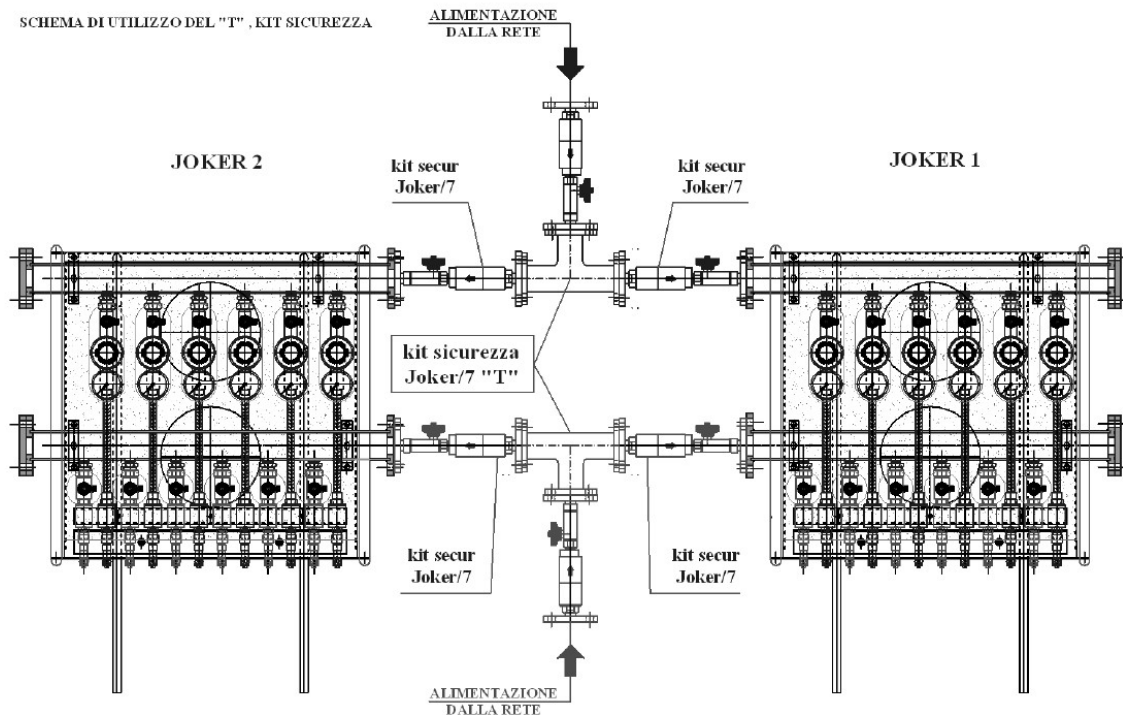 SCHEMA DI UTILIZZO DEL "T" , KIT SICUREZZA
ALIMENTAZIONE
DALLA RETE
JOKER 2
kit secur
Joker/7
kit secur
Joker/7
JOKER 1
kit sicurezza
Joker/7 "T"
kit secur
Joker/7
kit secur
Joker/7
ALIMENTAZIONE
DALLA RETE